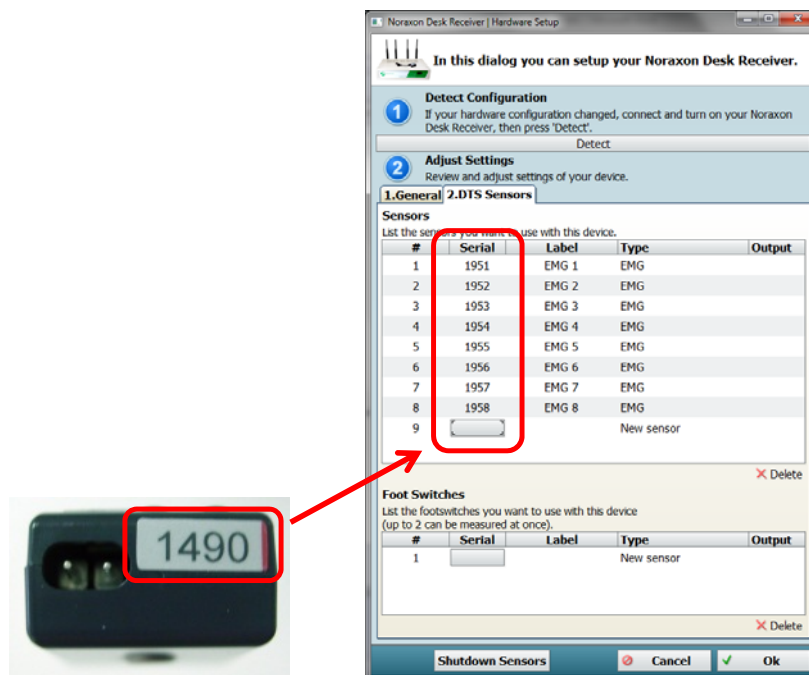 Noraxon Desk Receiver | Hardware Setup
In this dialog you can setup your Noraxon Desk Receiver.
1
Detect Configuration
If your hardware configuration changed, connect and turn on your Noraxon
Desk Receiver, then press 'Detect'.
Detect
2
Adjust Settings
Review and adjust settings of your device.
1.General 2.DTS Sensors
Sensors
List the sensors you want to use with this device.
# Serial Label Type Output
1 1951 EMG 1 EMG
2 1952 EMG 2 EMG
3 1953 EMG 3 EMG
4 1954 EMG 4 EMG
5 1955 EMG 5 EMG
6 1956 EMG 6 EMG
7 1957 EMG 7 EMG
8 1958 EMG 8 EMG
9 New sensor
Delete
Foot Switches
List the footswitches you want to use with this device
(up to 2 can be measured at once).
# Serial Label Type Output
1 New sensor
Delete
Shutdown Sensors Cancel Ok
1490